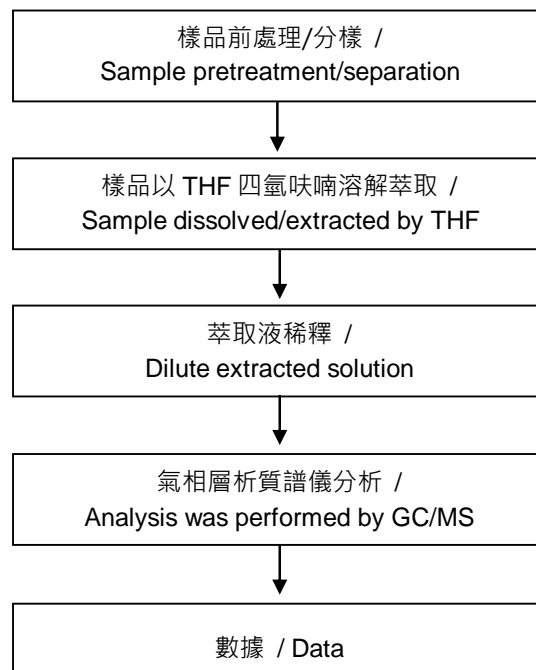 樣品前處理/分樣 /
Sample pretreatment/separation
樣品以 THF 四氫呋喃溶解萃取 /
Sample dissolved/extracted by THF
萃取液稀釋 /
Dilute extracted solution
氣相層析質譜儀分析 /
Analysis was performed by GC/MS
數據 / Data